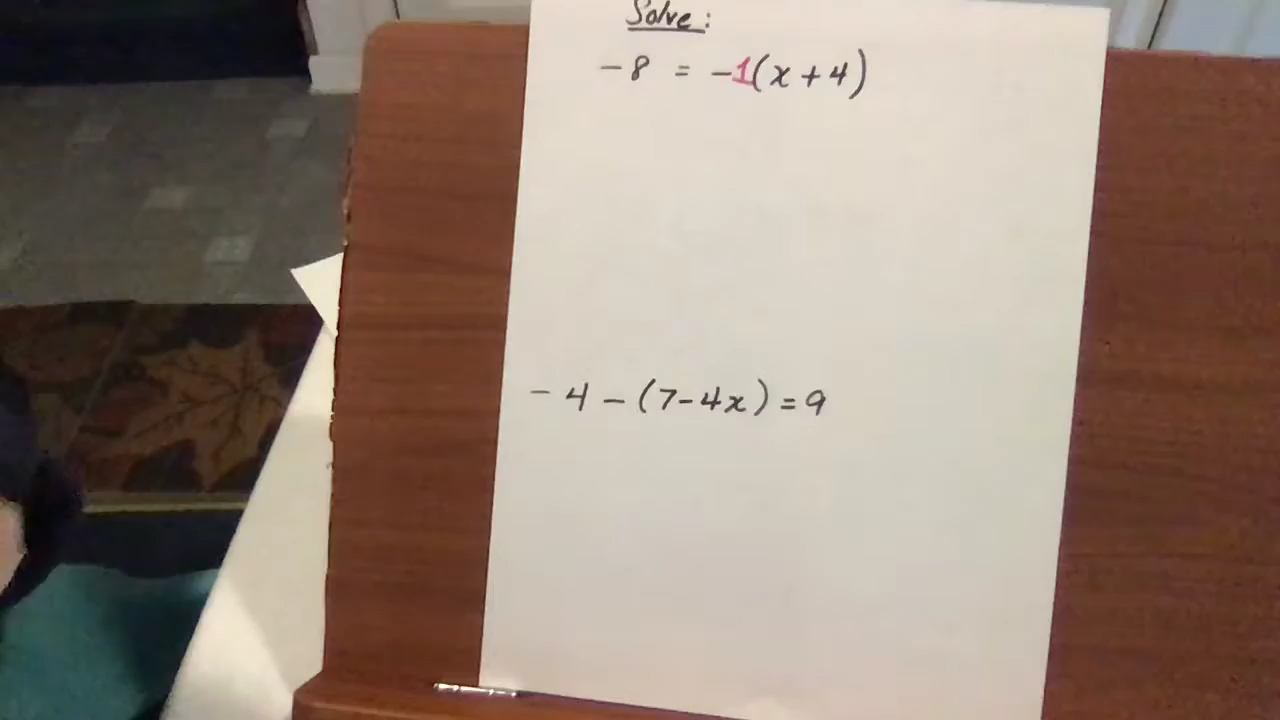 Solve:
-8 = -1(x+4)
-4-(7-4x)=9